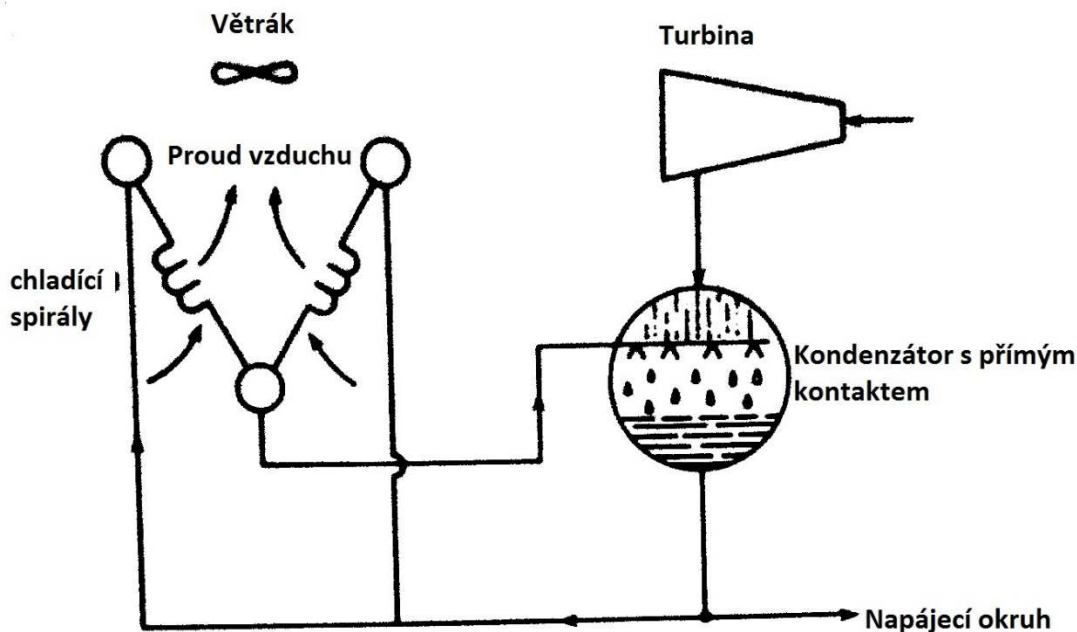 Větrák
Turbina
Proud vzduchu
chladící
spirály
Kondenzátor s přímým
kontaktem
Napájecí okruh